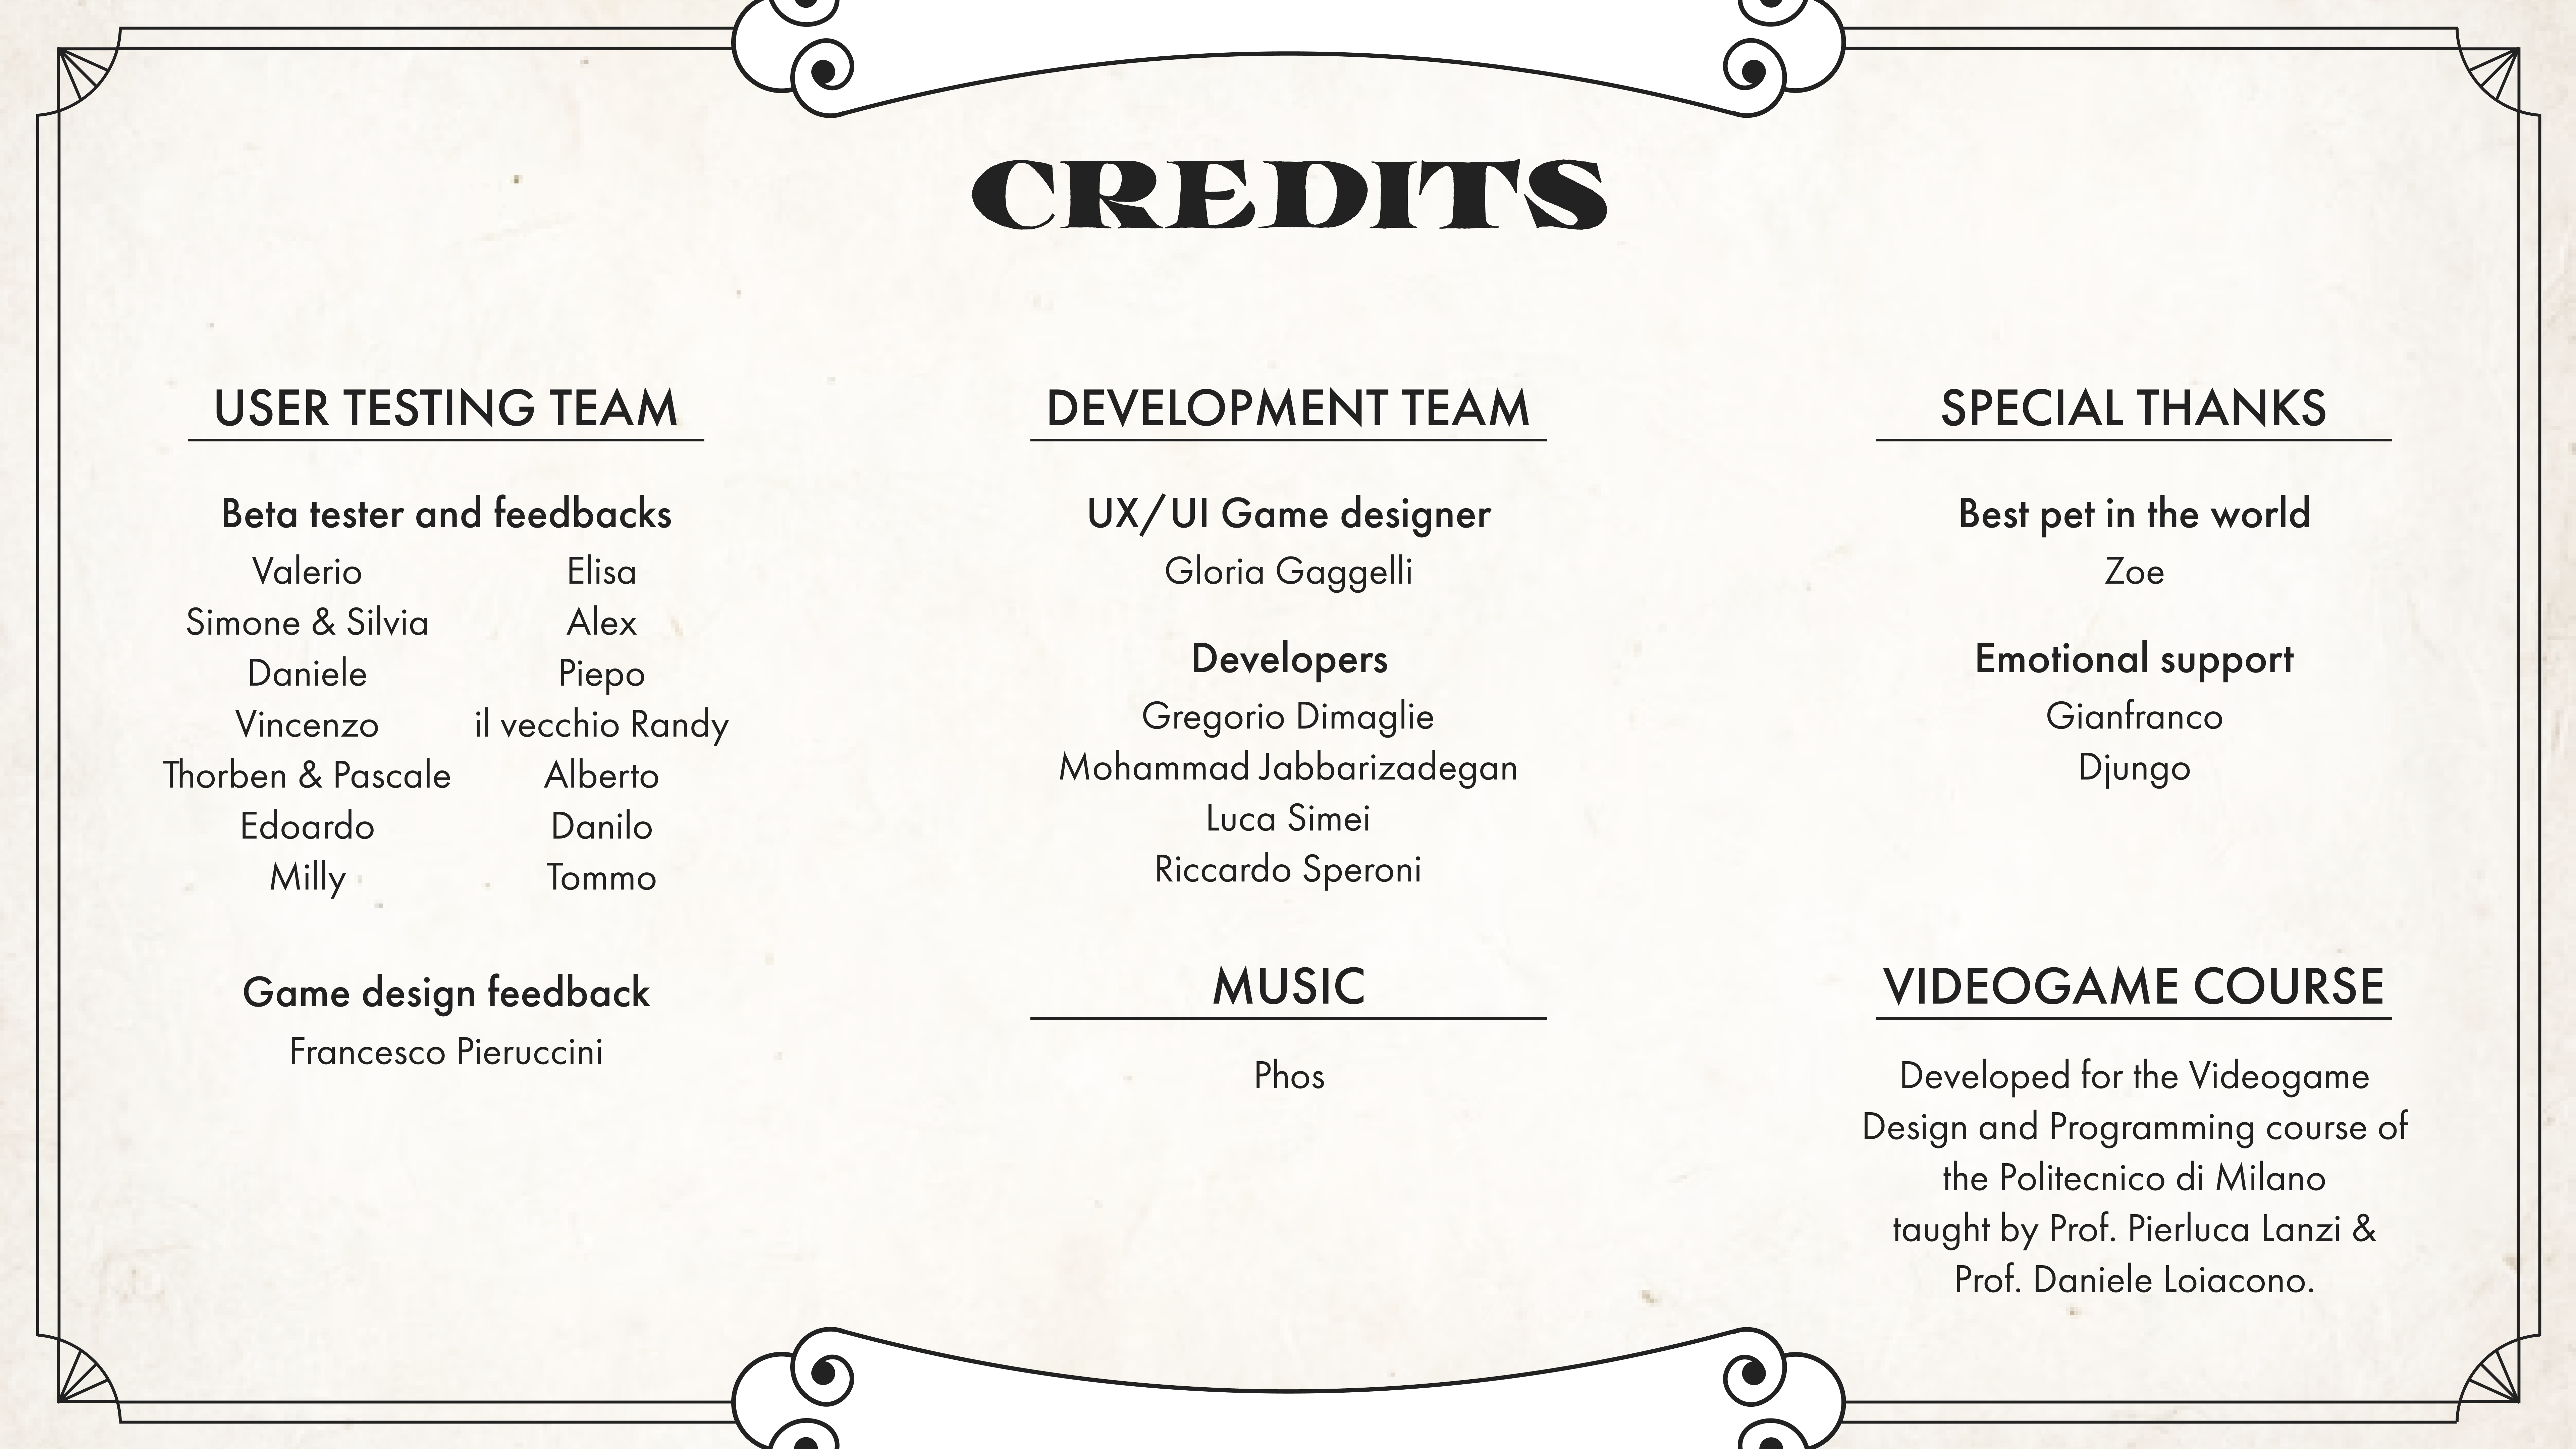 CREDITS
USER TESTING TEAM
Beta tester and feedbacks
Valerio Elisa
Simone & Silvia Alex
Daniele Piepo
Vincenzo il vecchio Randy
Thorben & Pascale Alberto
Edoardo Danilo
Milly Tommo
Game design feedback
Francesco Pieruccini
DEVELOPMENT TEAM
UX/UI Game designer
Gloria Gaggelli
Developers
Gregorio Dimaglie
Mohammad Jabbarizadegan
Luca Simei
Riccardo Speroni
MUSIC
Phos
SPECIAL THANKS
Best pet in the world
Zoe
Emotional support
Gianfranco
Djungo
VIDEOGAME COURSE
Developed for the Videogame
Design and Programming course of
the Politecnico di Milano
taught by Prof. Pierluca Lanzi &
Prof. Daniele Loiacono.